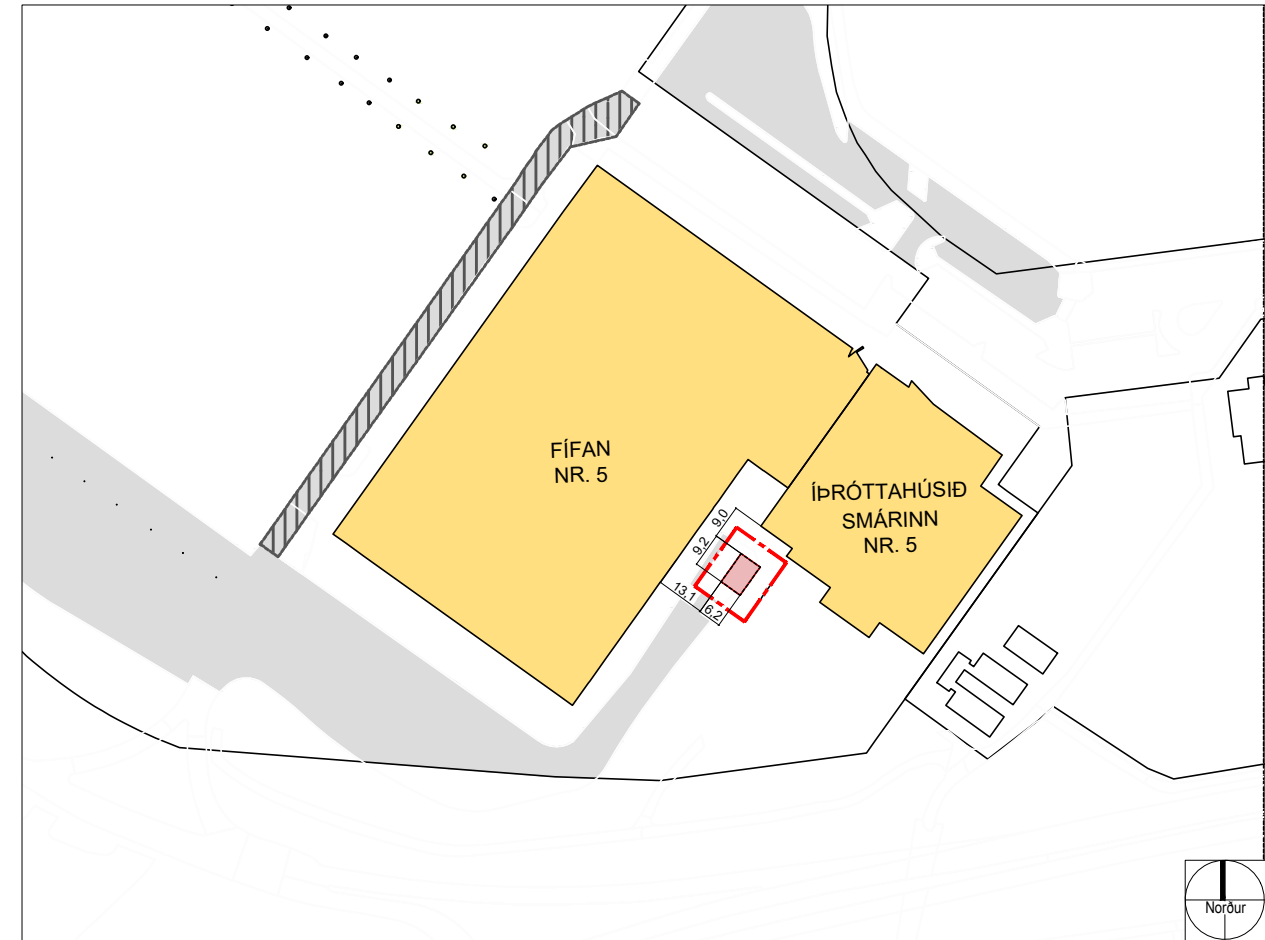 FÍFAN
NR. 5
ÍÞRÓTTAHÚSIÐ
SMÁRINN
NR. 5
9,0
9,2
13,1
6,2
Norður